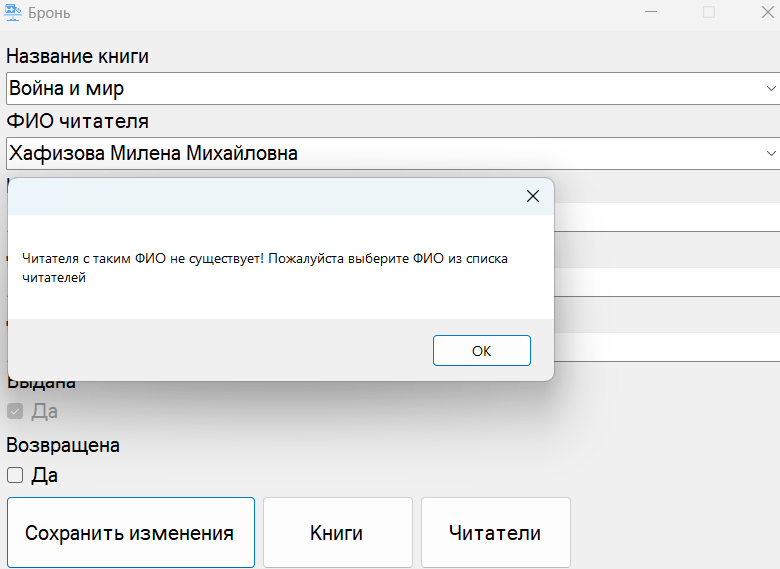 Бронь
Название книги
Война и мир
ФИО читателя
Хафизова Милена Михайловна
Читателя с таким ФИО не существует! Пожалуйста выберите ФИО из списка
читателей
ОК
Выдана
Да
Возвращена
Да
Сохранить изменения
Книги
Читатели